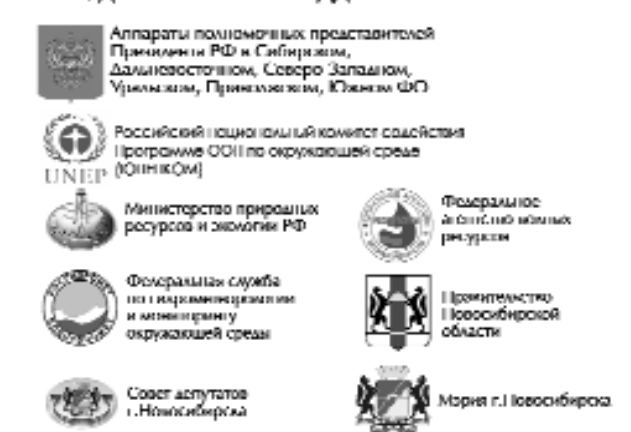 Аппараты полномочных представителей
Президента РФ в Сибирском,
Дальневосточном, Северо Западном,
Уральском, Приволжском, Южном ФО
Российский национальный комитет содействия
Программе ООН по окружающей среде
(ЮНИКОМ)
UNEP
Министерство природных
ресурсов и экологии РФ
Федеральное
агентство водных
ресурсов
Федеральная служба
по гидрометеорологии
и мониторингу
окружающей среды
Правительство
Новосибирской
области
Совет депутатов
г.Новосибирска
Мэрия г.Новосибирска